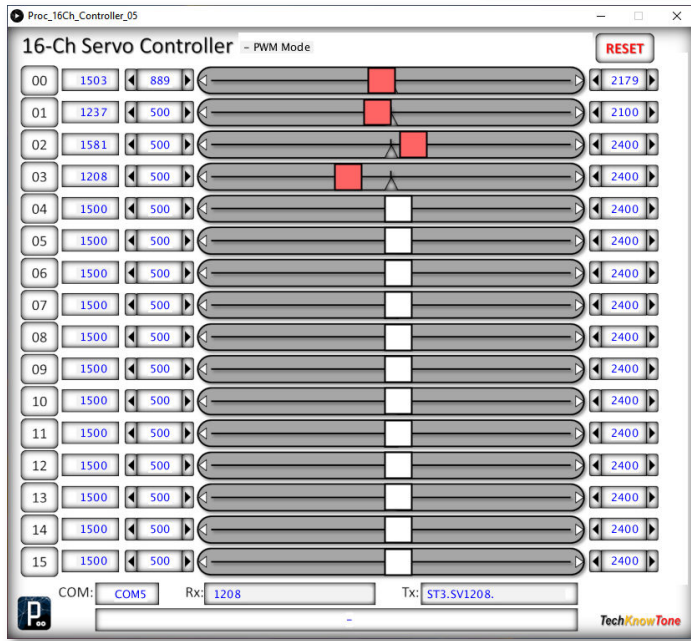 Proc_16Ch_Controller_05
16-Ch Servo Controller - PWM Mode RESET
00 1503 889 2179
01 1237 500 2100
02 1581 500 2400
03 1208 500 2400
04 1500 500 2400
05 1500 500 2400
06 1500 500 2400
07 1500 500 2400
08 1500 500 2400
09 1500 500 2400
10 1500 500 2400
11 1500 500 2400
12 1500 500 2400
13 1500 500 2400
14 1500 500 2400
15 1500 500 2400
COM: COM5 Rx: 1208 Tx: ST3.SV1208.
P - TechKnowTone